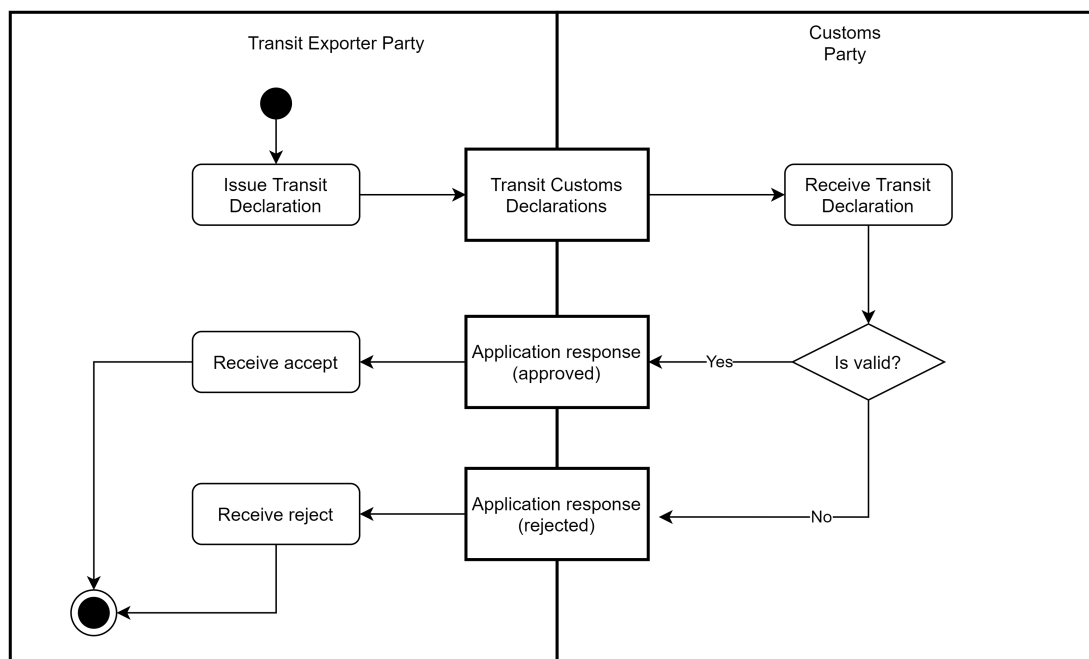 Transit Exporter Party
Customs
Party
Issue Transit
Declaration
Transit Customs
Declarations
Receive Transit
Declaration
Receive accept
Application response
(approved)
Yes
Is valid?
Receive reject
Application response
(rejected)
No